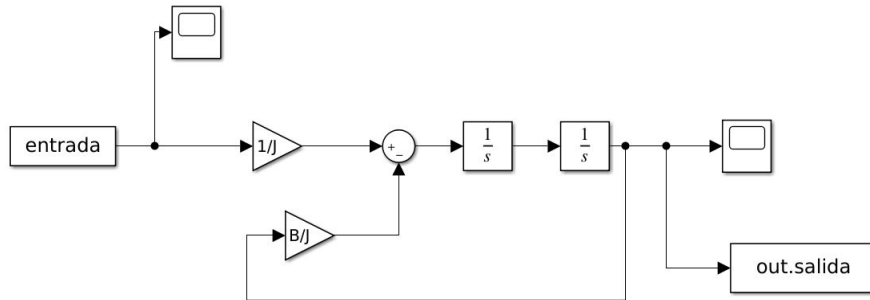 entrada
1/J
+
−
1
s
1
s
B/J
out.salida